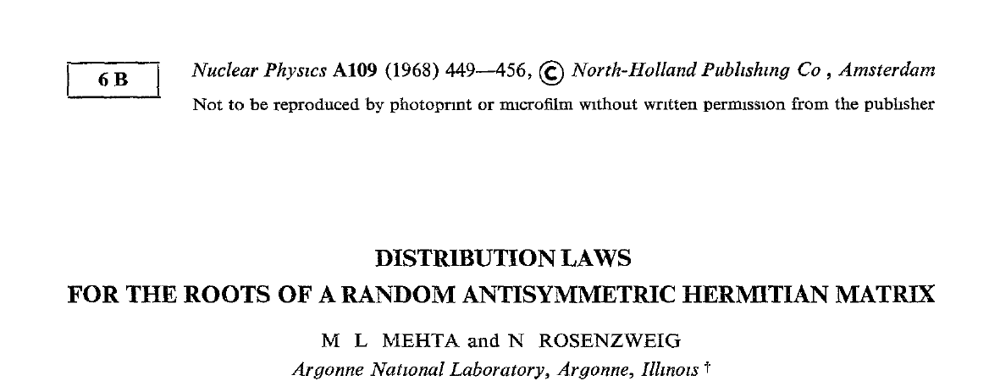 6 B
Nuclear Physics A109 (1968) 449—456, © North-Holland Publishing Co , Amsterdam
Not to be reproduced by photoprint or microfilm without written permission from the publisher
DISTRIBUTION LAWS
FOR THE ROOTS OF A RANDOM ANTISYMMETRIC HERMITIAN MATRIX
M L MEHTA and N ROSENZWEIG
Argonne National Laboratory, Argonne, Illinois †